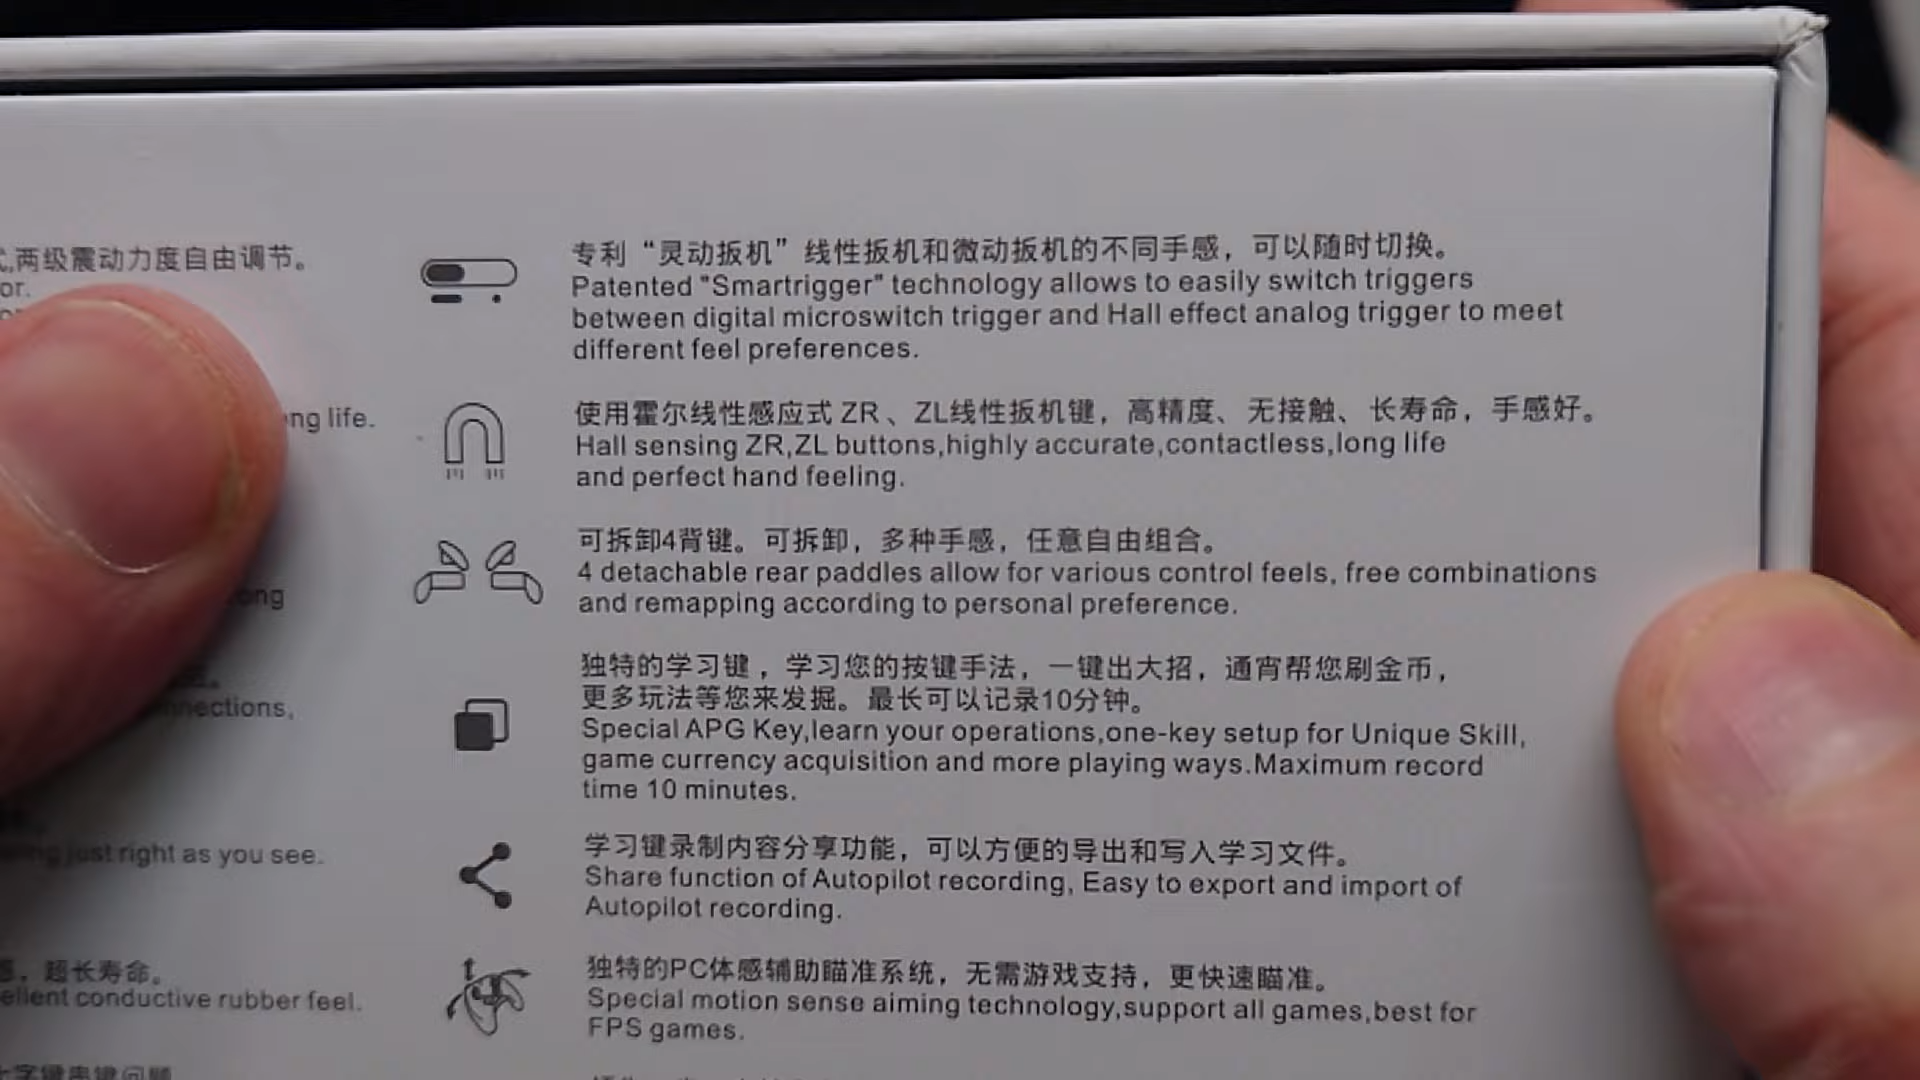 两级震动力度自由调节。
or.
ng life.
ong
nnections,
just right as you see.
超长寿命。
ellent conductive rubber feel.
字键串键问题
专利“灵动扳机”线性扳机和微动扳机的不同手感，可以随时切换。
Patented "Smartrigger" technology allows to easily switch triggers
between digital microswitch trigger and Hall effect analog trigger to meet
different feel preferences.
使用霍尔线性感应式 ZR、ZL线性扳机键，高精度、无接触、长寿命，手感好。
Hall sensing ZR,ZL buttons,highly accurate,contactless,long life
and perfect hand feeling.
可拆卸4背键。可拆卸，多种手感，任意自由组合。
4 detachable rear paddles allow for various control feels, free combinations
and remapping according to personal preference.
独特的学习键，学习您的按键手法，一键出大招，通宵帮您刷金币，
更多玩法等您来发掘。最长可以记录10分钟。
Special APG Key,learn your operations,one-key setup for Unique Skill,
game currency acquisition and more playing ways.Maximum record
time 10 minutes.
学习键录制内容分享功能，可以方便的导出和写入学习文件。
Share function of Autopilot recording, Easy to export and import of
Autopilot recording.
独特的PC体感辅助瞄准系统，无需游戏支持，更快速瞄准。
Special motion sense aiming technology,support all games,best for
FPS games.